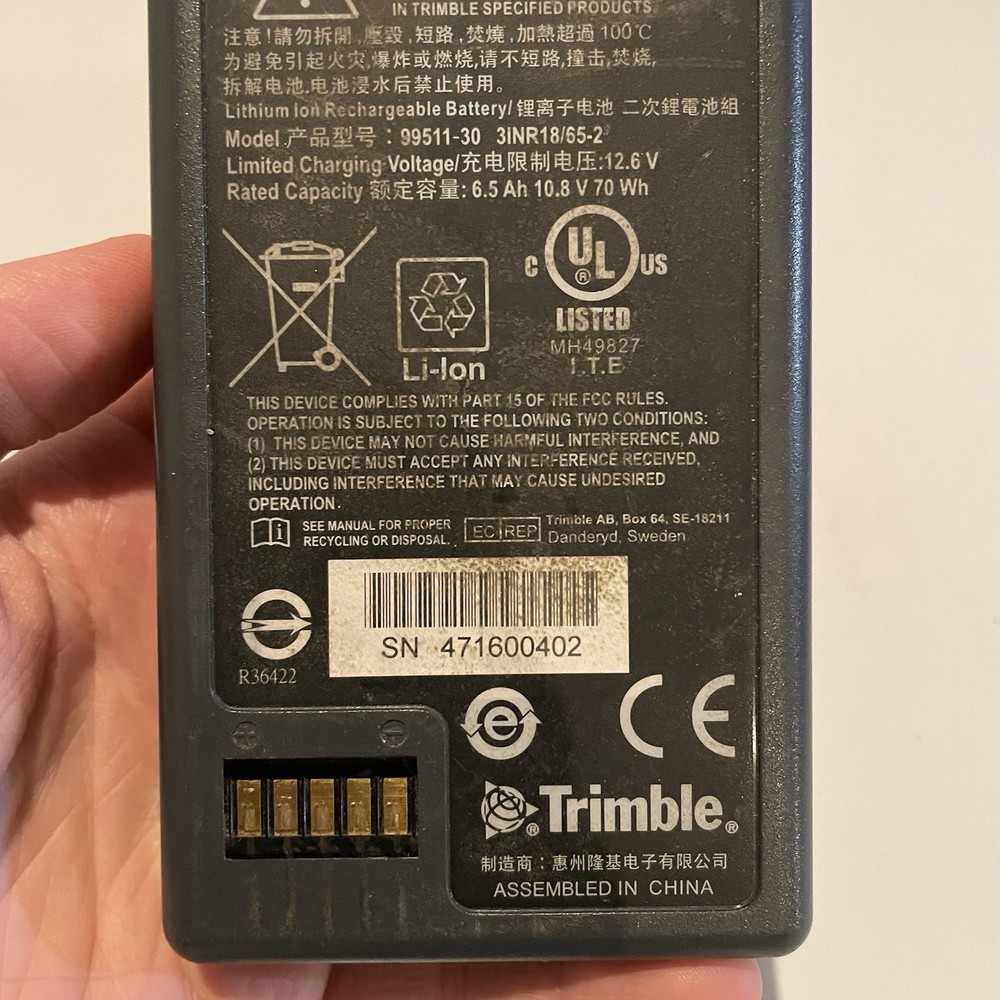 IN TRIMBLE SPECIFIED PRODUCTS
注意!請勿拆開,壓毀,短路,焚燒,加熱超過100℃
为避免引起火灾,爆炸或燃烧,请不短路,撞击,焚烧,
拆解电池.电池浸水后禁止使用。
Lithium Ion Rechargeable Battery/ 锂离子电池 二次鋰電池組
Model 产品型号: 99511-30 3INR18/65-2
Limited Charging Voltage/充电限制电压:12.6 V
Rated Capacity 额定容量: 6.5 Ah 10.8 V 70 Wh
C UL ® US
LISTED
MH49827
I.T.E
Li-Ion
THIS DEVICE COMPLIES WITH PART 15 OF THE FCC RULES.
OPERATION IS SUBJECT TO THE FOLLOWING TWO CONDITIONS:
(1) THIS DEVICE MAY NOT CAUSE HARMFUL INTERFERENCE, AND
(2) THIS DEVICE MUST ACCEPT ANY INTERFERENCE RECEIVED,
INCLUDING INTERFERENCE THAT MAY CAUSE UNDESIRED
OPERATION.
SEE MANUAL FOR PROPER
RECYCLING OR DISPOSAL.
EC REP
Trimble AB, Box 64, SE-18211
Danderyd, Sweden
SN 471600402
R36422
e
CE
Trimble®
制造商:惠州隆基电子有限公司
ASSEMBLED IN CHINA